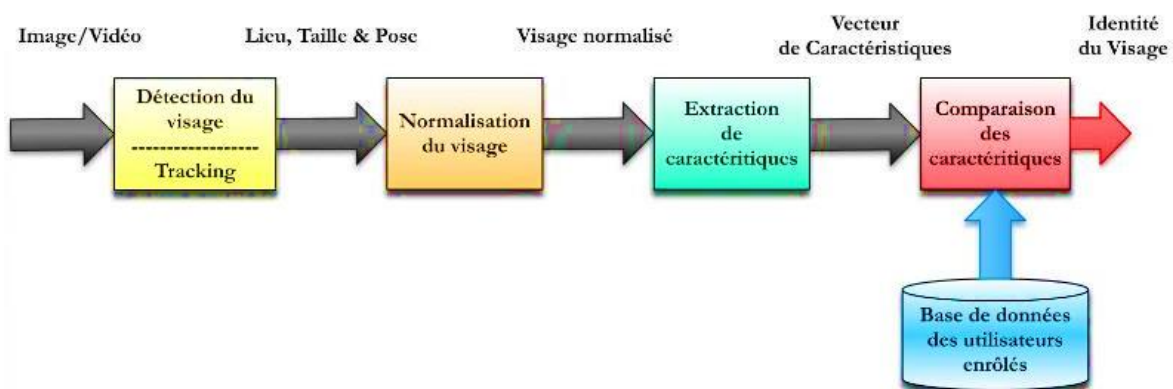 Image/Vidéo
Lieu, Taille & Pose
Visage normalisé
Vecteur
de Caractéristiques
Identité
du Visage
Détection du
visage
------------------
Tracking
Normalisation
du visage
Extraction
de
caractéritiques
Comparaison
des
caractéritiques
Base de données
des utilisateurs
enrôlés